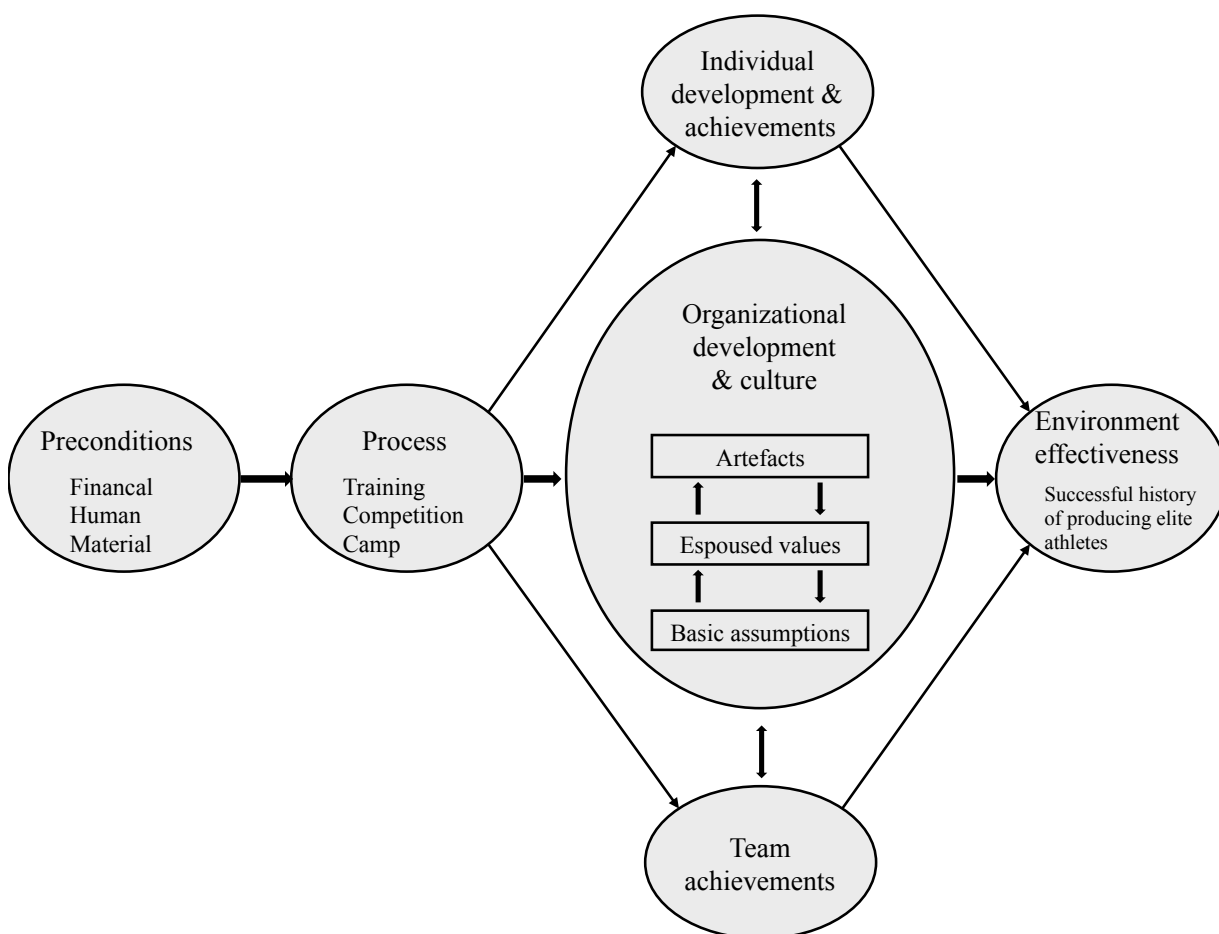 Individual
development &
achievements
Organizational
development
& culture
Artefacts
Espoused values
Basic assumptions
Preconditions
Financal
Human
Material
Process
Training
Competition
Camp
Environment
effectiveness
Successful history
of producing elite
athletes
Team
achievements